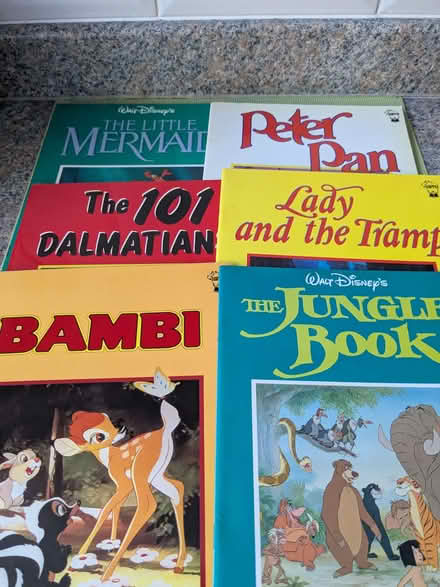 Walt Disney's
THE LITTLE
MERMAID
Peter
Pan
The 101
DALMATIANS
Lady
and the Tramp
BAMBI
Walt Disney's
THE JUNGLE
BOOK